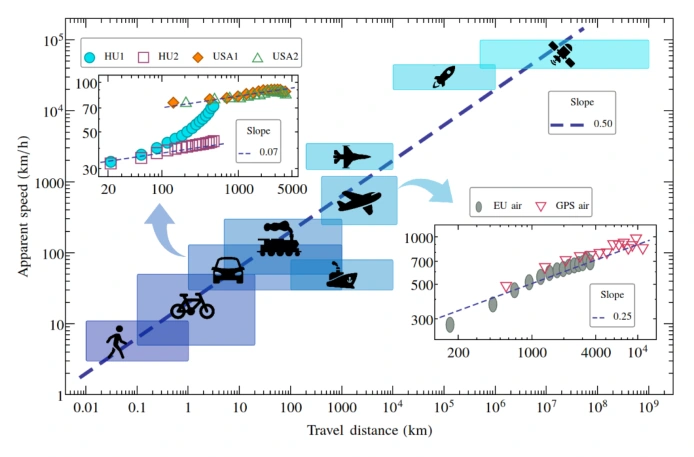 10⁵
10⁴
1000
100
10
1
Apparent speed (km/h)
0.01 0.1 1 10 100 1000 10⁴ 10⁵ 10⁶ 10⁷ 10⁸ 10⁹
Travel distance (km)
HU1 HU2 USA1 USA2
100
70
50
30
20 100 1000 5000
Slope
0.07
Slope
0.50
EU air GPS air
1000
700
500
300
200 1000 4000 10⁴
Slope
0.25